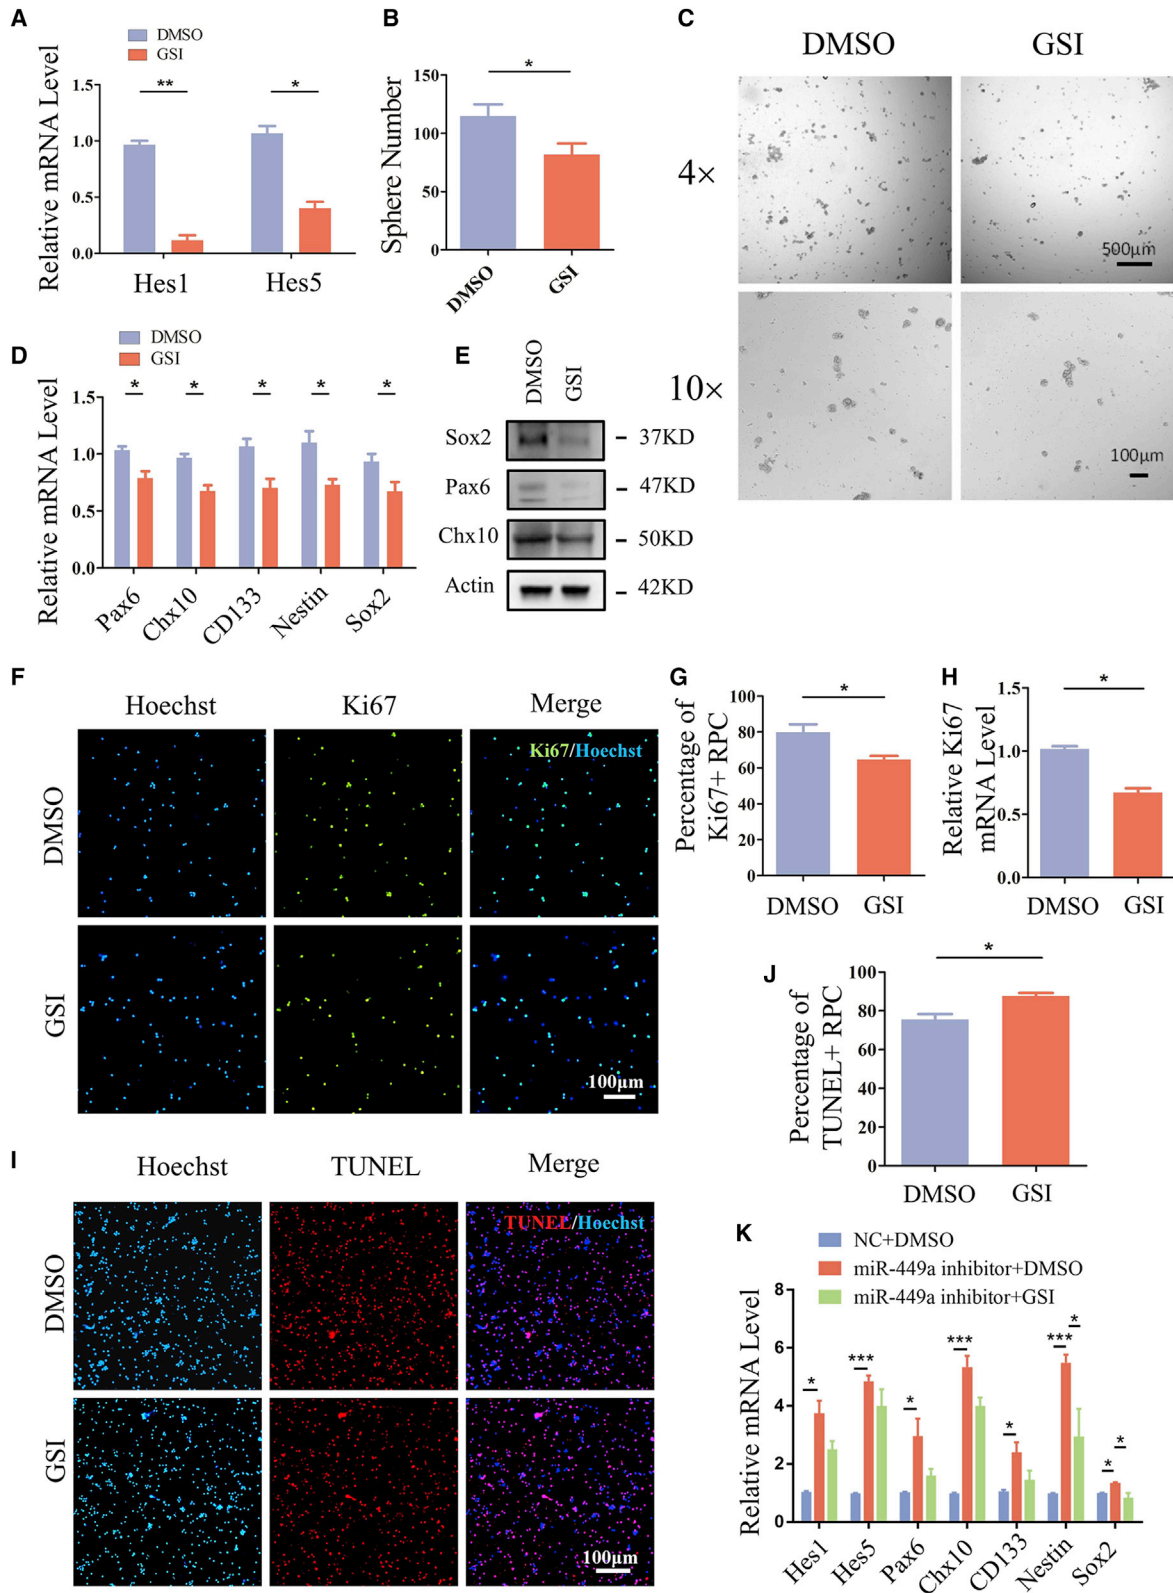 A
DMSO
GSI
Relative mRNA Level
1.5
1.0
0.5
0.0
**
*
Hes1
Hes5
B
Sphere Number
150
100
50
0
*
DMSO
GSI
C
DMSO
GSI
4×
500μm
10×
100μm
D
DMSO
GSI
Relative mRNA Level
1.5
1.0
0.5
0.0
*
*
*
*
*
Pax6
Chx10
CD133
Nestin
Sox2
E
DMSO
GSI
Sox2
– 37KD
Pax6
– 47KD
Chx10
– 50KD
Actin
– 42KD
F
Hoechst
Ki67
Merge
DMSO
Ki67/Hoechst
GSI
100μm
G
Percentage of
Ki67+ RPC
100
80
60
40
20
0
*
DMSO
GSI
H
Relative Ki67
mRNA Level
1.5
1.0
0.5
0.0
*
DMSO
GSI
I
Hoechst
TUNEL
Merge
DMSO
TUNEL/Hoechst
GSI
100μm
J
Percentage of
TUNEL+ RPC
100
80
60
40
20
0
*
DMSO
GSI
K
NC+DMSO
miR-449a inhibitor+DMSO
miR-449a inhibitor+GSI
Relative mRNA Level
8
6
4
2
0
*
***
*
***
*
***
*
*
*
Hes1
Hes5
Pax6
Chx10
CD133
Nestin
Sox2